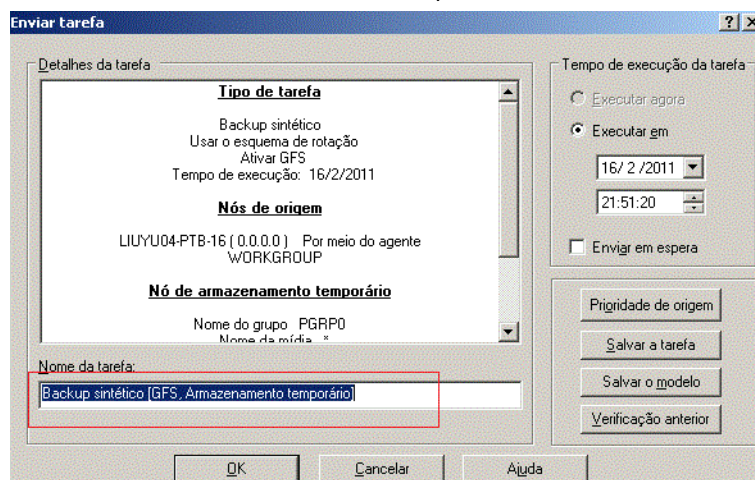 Enviar tarefa
Detalhes da tarefa
Tipo de tarefa
Backup sintético
Usar o esquema de rotação
Ativar GFS
Tempo de execução: 16/2/2011
Nós de origem
LIUYU04-PTB-16 ( 0.0.0.0 ) Por meio do agente
WORKGROUP
Nó de armazenamento temporário
Nome do grupo PGRP0
Nome da mídia *
Nome da tarefa:
Backup sintético [GFS, Armazenamento temporário]
Tempo de execução da tarefa
Executar agora
Executar em
16/ 2 /2011
21:51:20
Enviar em espera
Prioridade de origem
Salvar a tarefa
Salvar o modelo
Verificação anterior
OK
Cancelar
Ajuda